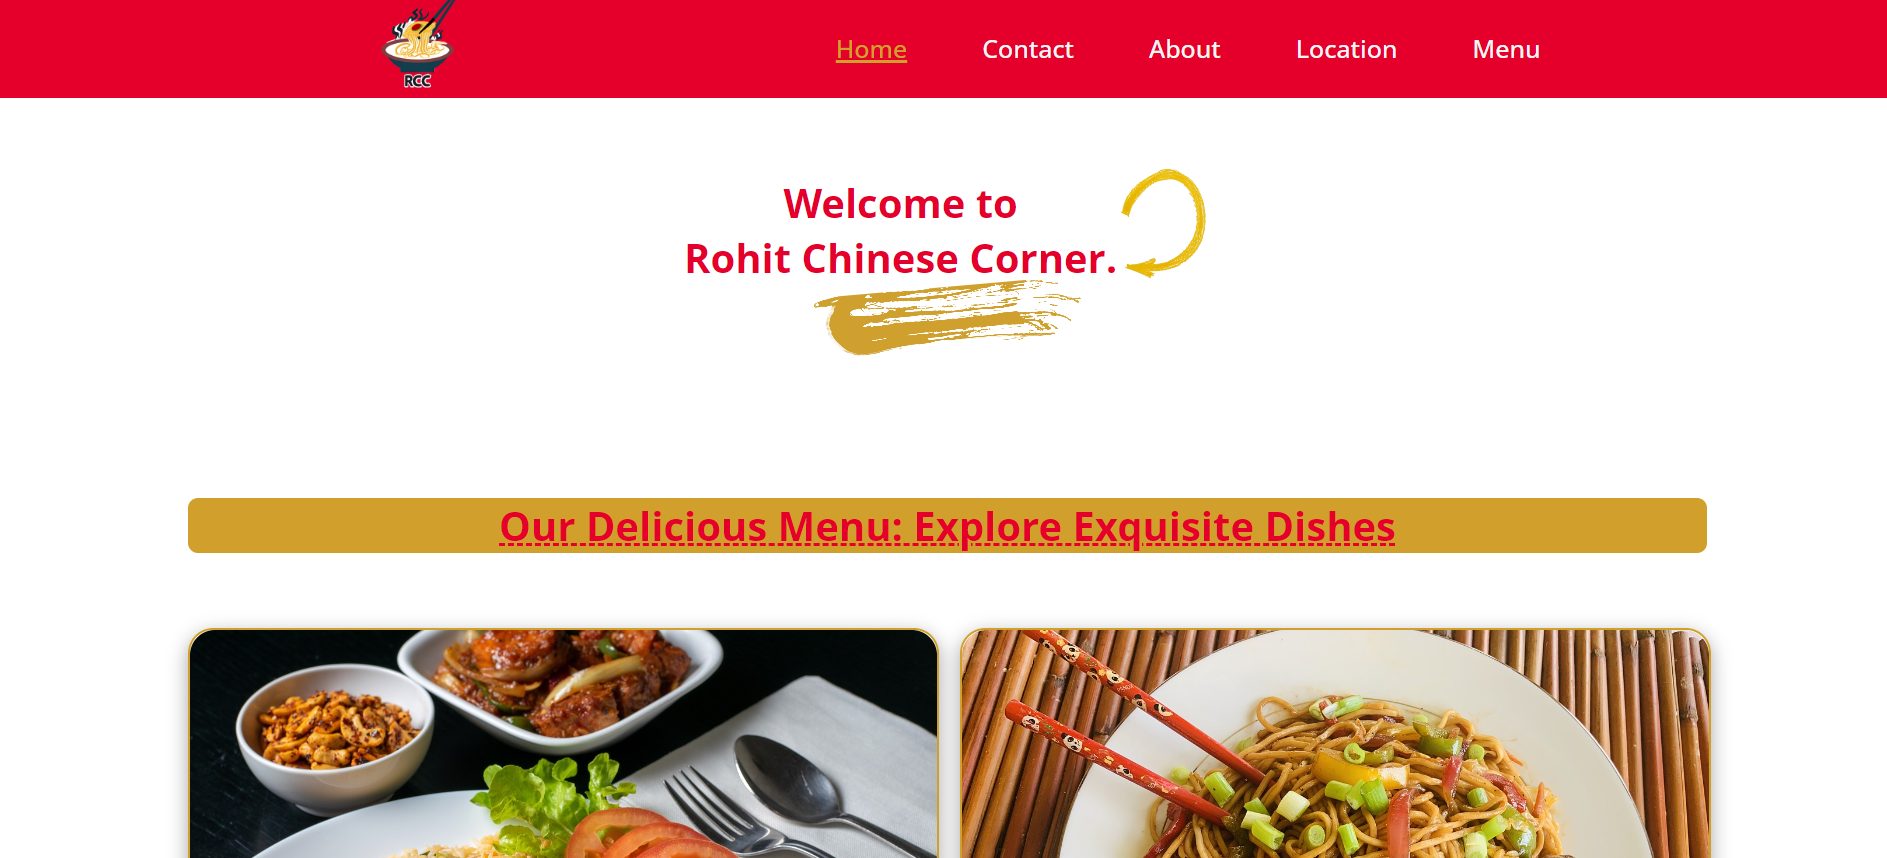 RCC
Home Contact About Location Menu
Welcome to
Rohit Chinese Corner.
Our Delicious Menu: Explore Exquisite Dishes